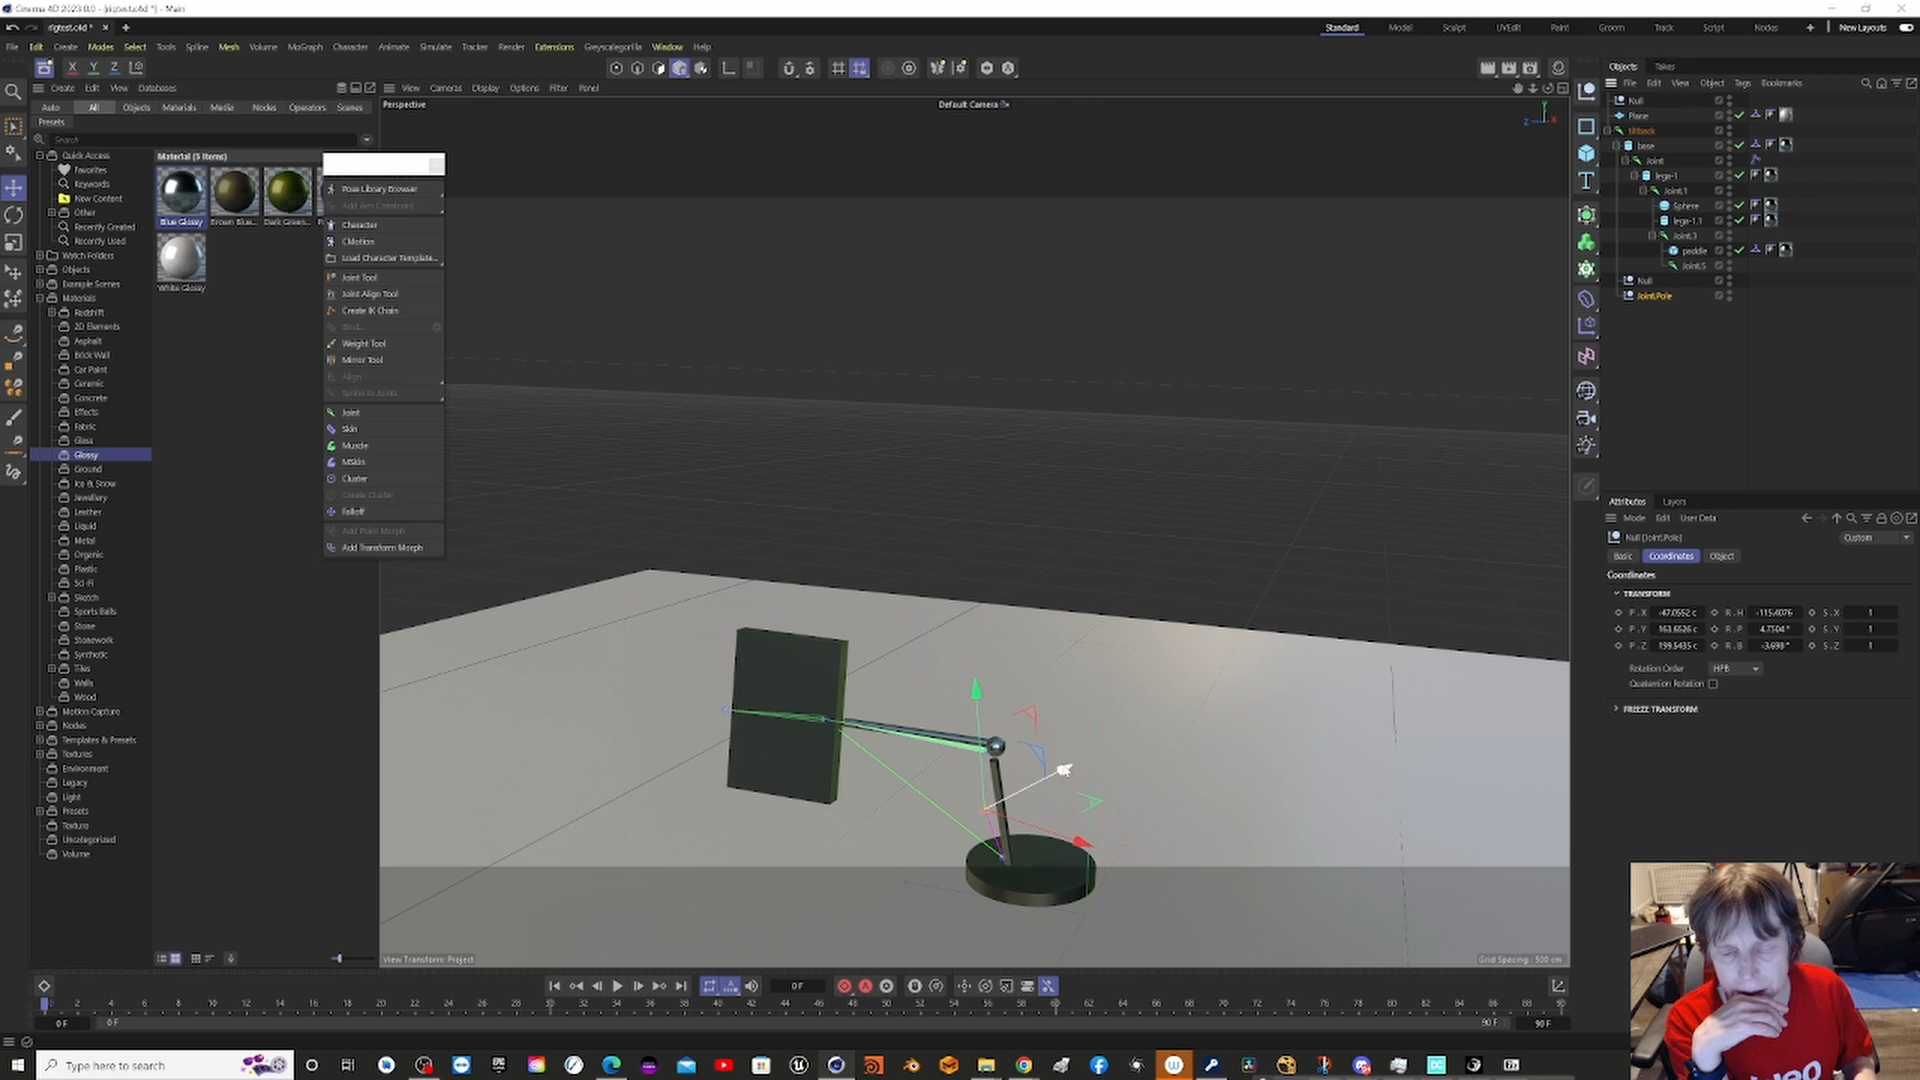 Cinema 4D 2023.0.0 - [rigtest.c4d *] - Main
rigtest.c4d *
Standard Model Sculpt UVEdit Paint Groom Track Script Nodes New Layouts
File Edit Create Modes Select Tools Spline Mesh Volume MoGraph Character Animate Simulate Tracker Render Extensions Greyscalegorilla Window Help
X Y Z
Objects Takes
Create Edit View Databases
View Cameras Display Options Filter Panel
File Edit View Object Tags Bookmarks
Auto All Objects Materials Media Nodes Operators Scenes
Presets
Perspective
Default Camera
Search
Material (5 Items)
Blue Glossy Brown Blue... Dark Green...
White Glossy
Quick Access
Favorites
Keywords
New Content
Other
Recently Created
Recently Used
Watch Folders
Objects
Example Scenes
Materials
Redshift
2D Elements
Asphalt
Brick Wall
Car Paint
Ceramic
Concrete
Effects
Fabric
Glass
Glossy
Ground
Ice & Snow
Jewellery
Leather
Liquid
Metal
Organic
Plastic
Sci-Fi
Sketch
Sports Balls
Stone
Stonework
Synthetic
Tiles
Walls
Wood
Motion Capture
Nodes
Templates & Presets
Textures
Environment
Legacy
Light
Presets
Texture
Uncategorized
Volume
Pose Library Browser
Add Aim Constraint
Character
CMotion
Load Character Template...
Joint Tool
Joint Align Tool
Create IK Chain
Bind...
Weight Tool
Mirror Tool
Align
Spline to Joints
Joint
Skin
Muscle
MSkin
Cluster
Create Cluster
Falloff
Add Point Morph
Add Transform Morph
Null
Plane
base
Joint
lega-1
Joint.1
Sphere
lega-1.1
Joint.3
peddle
Joint.5
Null
Joint.Pole
Attributes Layers
Mode Edit User Data
Null [Joint.Pole]
Custom
Basic Coordinates Object
Coordinates
TRANSFORM
P . X -47.0552 c R . H -115.4076 S . X 1
P . Y 163.6526 c R . P 4.7504 ° S . Y 1
P . Z 199.5435 c R . B -3.698 ° S . Z 1
Rotation Order HPB
Quaternion Rotation
FREEZE TRANSFORM
View Transform: Project
Grid Spacing : 500 cm
0 F
2 4 6 8 10 12 14 16 18 20 22 24 26 28 30 32 34 36 38 40 42 44 46 48 50 52 54 56 58 60 62 64 66 68 70 72 74 76 78 80 82 84 86 88 90
0 F 0 F 90 F 90 F
Type here to search